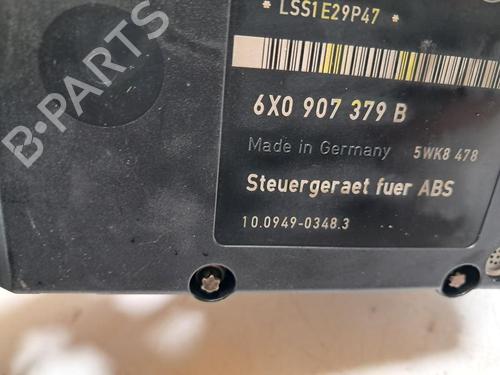 * LSS1E29P47 *
6X0 907 379 B
Made in Germany 5WK8 478
Steuergeraet fuer ABS
10.0949-0348.3
B-PARTS